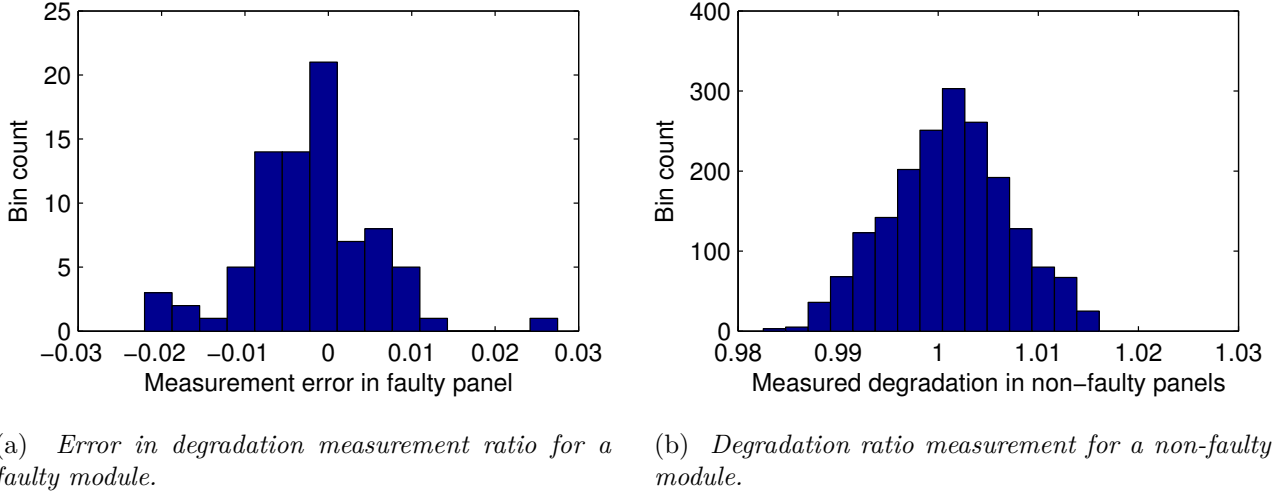 25
20
15
10
5
0
Bin count
−0.03 −0.02 −0.01 0 0.01 0.02 0.03
Measurement error in faulty panel
400
300
200
100
0
Bin count
0.98 0.99 1 1.01 1.02 1.03
Measured degradation in non−faulty panels
a) Error in degradation measurement ratio for a
faulty module.
(b) Degradation ratio measurement for a non-faulty
module.